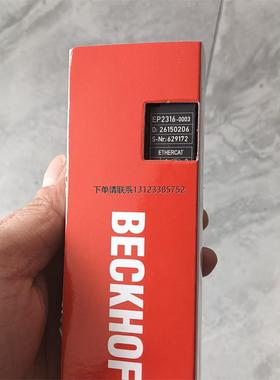 EP2316-0003
D: 26150206
S-Nr: 629172
ETHERCAT
下单请联系13123385752
BECKHOF